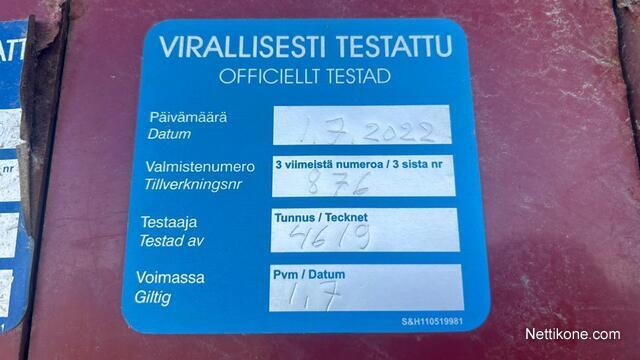 VIRALLISESTI TESTATTU
OFFICIELLT TESTAD
Päivämäärä
Datum
1.7.2022
Valmistenumero
Tillverkningsnr
3 viimeistä numeroa / 3 sista nr
876
Testaaja
Testad av
Tunnus / Tecknet
4619
Voimassa
Giltig
Pvm / Datum
1.7
S&H110519981
nr
Nettikone.com